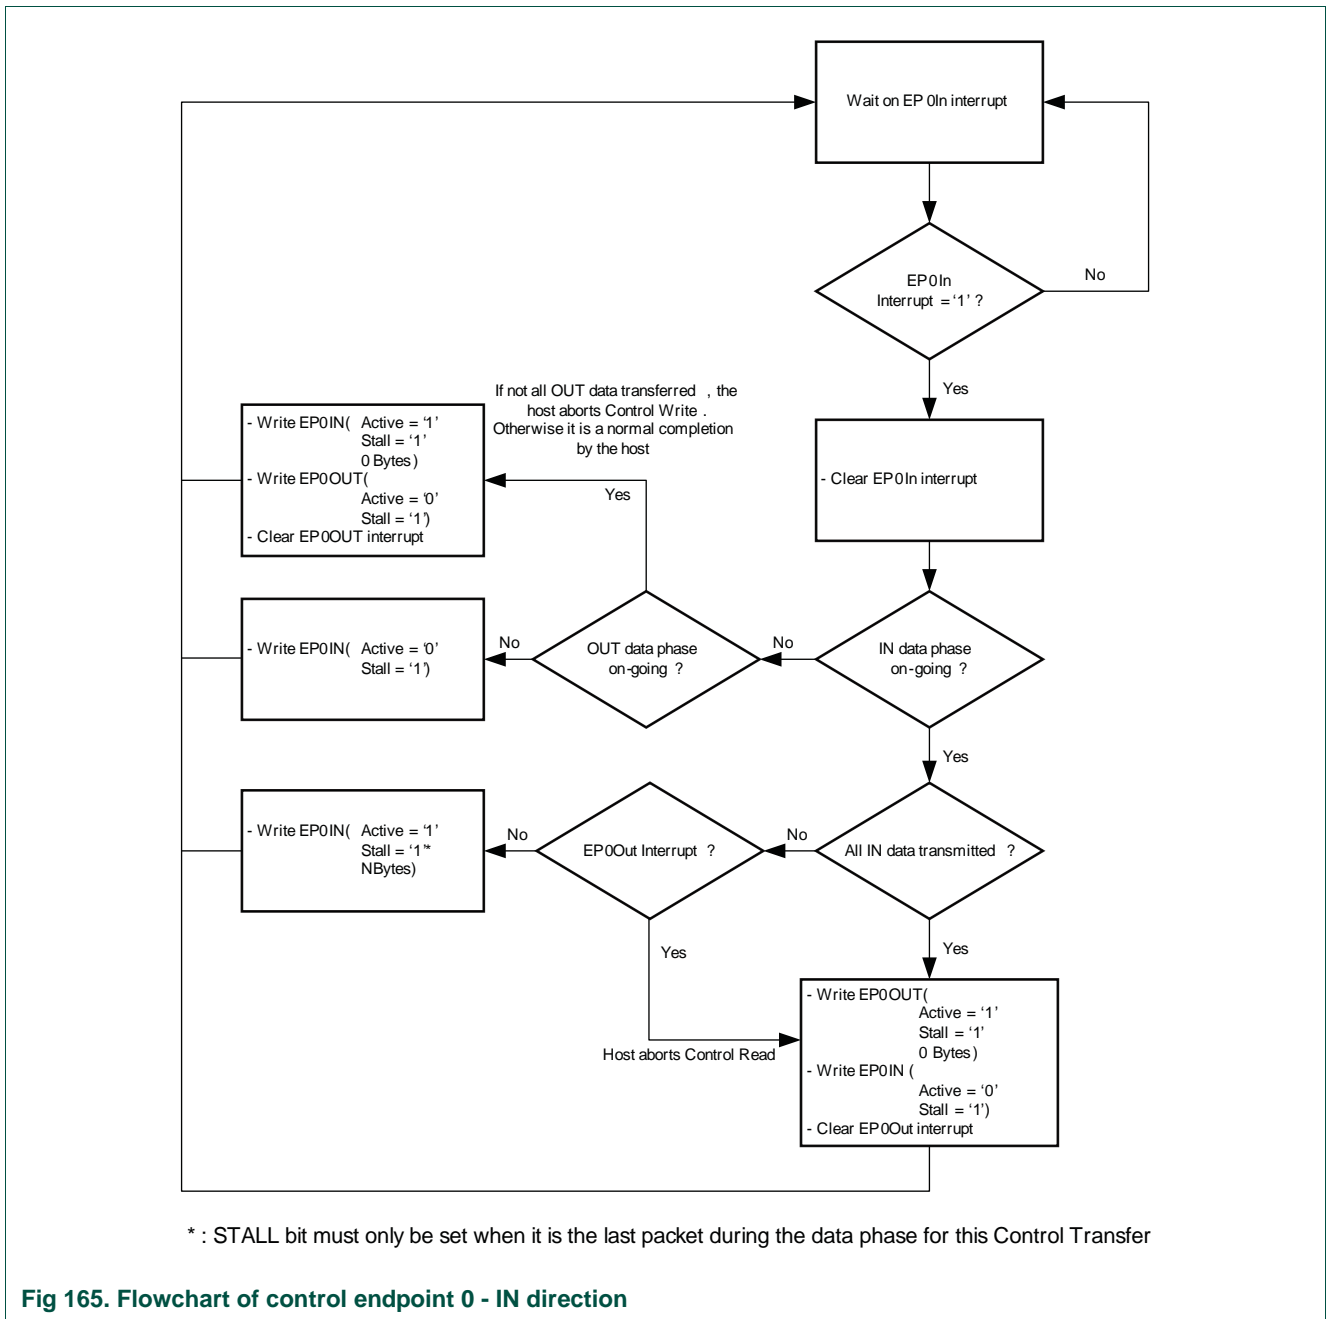 Wait on EP0In interrupt
EP0In
Interrupt = ‘1’ ?
No
Yes
- Clear EP0In interrupt
If not all OUT data transferred , the
host aborts Control Write .
Otherwise it is a normal completion
by the host
- Write EP0IN( Active = ‘1’
Stall = ‘1’
0 Bytes)
- Write EP0OUT(
Active = ‘0’
Stall = ‘1’)
- Clear EP0OUT interrupt
Yes
- Write EP0IN( Active = ‘0’
Stall = ‘1’)
No
OUT data phase
on-going ?
No
IN data phase
on-going ?
Yes
- Write EP0IN( Active = ‘1’
Stall = ‘1’*
NBytes)
No
EP0Out Interrupt ?
No
All IN data transmitted ?
Yes
Yes
Host aborts Control Read
- Write EP0OUT(
Active = ‘1’
Stall = ‘1’
0 Bytes)
- Write EP0IN (
Active = ‘0’
Stall = ‘1’)
- Clear EP0Out interrupt
* : STALL bit must only be set when it is the last packet during the data phase for this Control Transfer
Fig 165. Flowchart of control endpoint 0 - IN direction